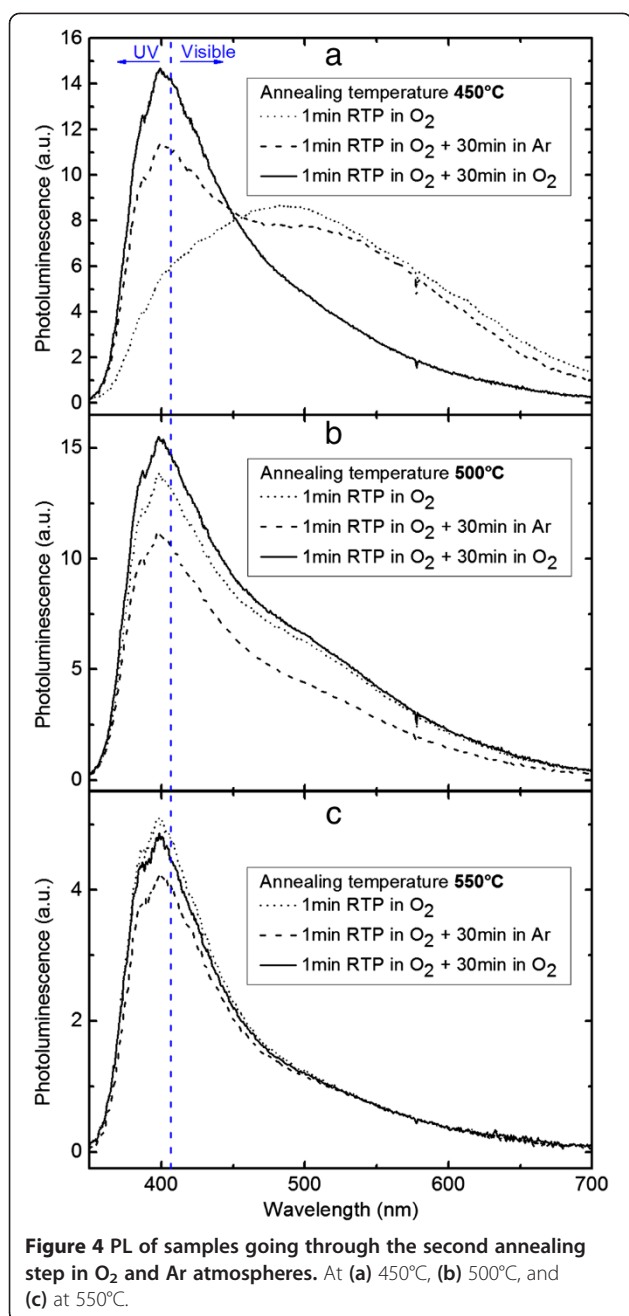 a
UV Visible
Annealing temperature 450°C
1min RTP in O2
1min RTP in O2 + 30min in Ar
1min RTP in O2 + 30min in O2
Photoluminescence (a.u.)
16
14
12
10
8
6
4
2
0
b
Annealing temperature 500°C
1min RTP in O2
1min RTP in O2 + 30min in Ar
1min RTP in O2 + 30min in O2
Photoluminescence (a.u.)
15
10
5
0
c
Annealing temperature 550°C
1min RTP in O2
1min RTP in O2 + 30min in Ar
1min RTP in O2 + 30min in O2
Photoluminescence (a.u.)
4
2
0
400 500 600 700
Wavelength (nm)
Figure 4 PL of samples going through the second annealing
step in O2 and Ar atmospheres. At (a) 450°C, (b) 500°C, and
(c) at 550°C.